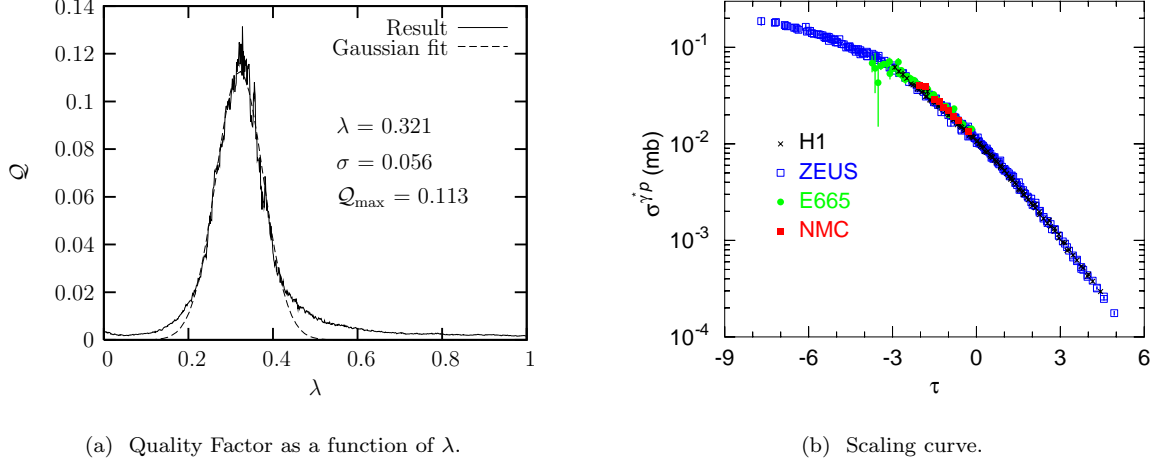 0.14
0.12
0.1
0.08
0.06
0.04
0.02
0
0 0.2 0.4 0.6 0.8 1
𝒬
λ
Result
Gaussian fit
λ = 0.321
σ = 0.056
𝒬max = 0.113
(a) Quality Factor as a function of λ.
10⁻¹
10⁻²
10⁻³
10⁻⁴
-9 -6 -3 0 3 6
σ^γ*p (mb)
τ
H1
ZEUS
E665
NMC
(b) Scaling curve.